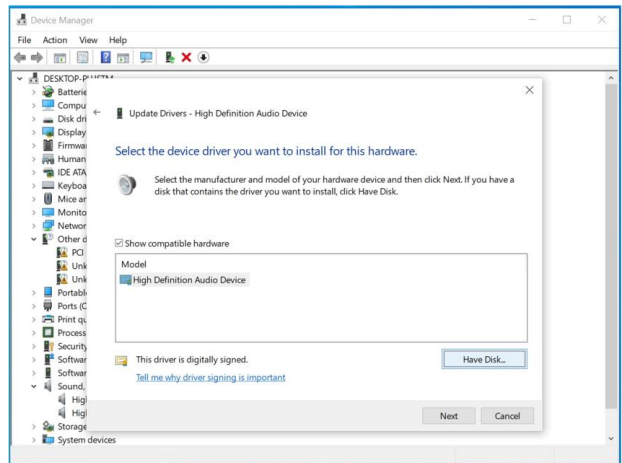 Device Manager
File Action View Help
Batterie
Compu
Disk dri
Update Drivers - High Definition Audio Device
Display
Firmwa
Select the device driver you want to install for this hardware.
Human
IDE ATA
Select the manufacturer and model of your hardware device and then click Next. If you have a
disk that contains the driver you want to install, click Have Disk.
Keyboa
Mice ar
Monito
Networ
Other d
Show compatible hardware
PCI
Model
Unk
High Definition Audio Device
Unk
Portabl
Ports (C
Print qu
Process
Security
Softwar
This driver is digitally signed.
Have Disk...
Softwar
Tell me why driver signing is important
Sound,
Higl
Higl
Next Cancel
Storage
System devices